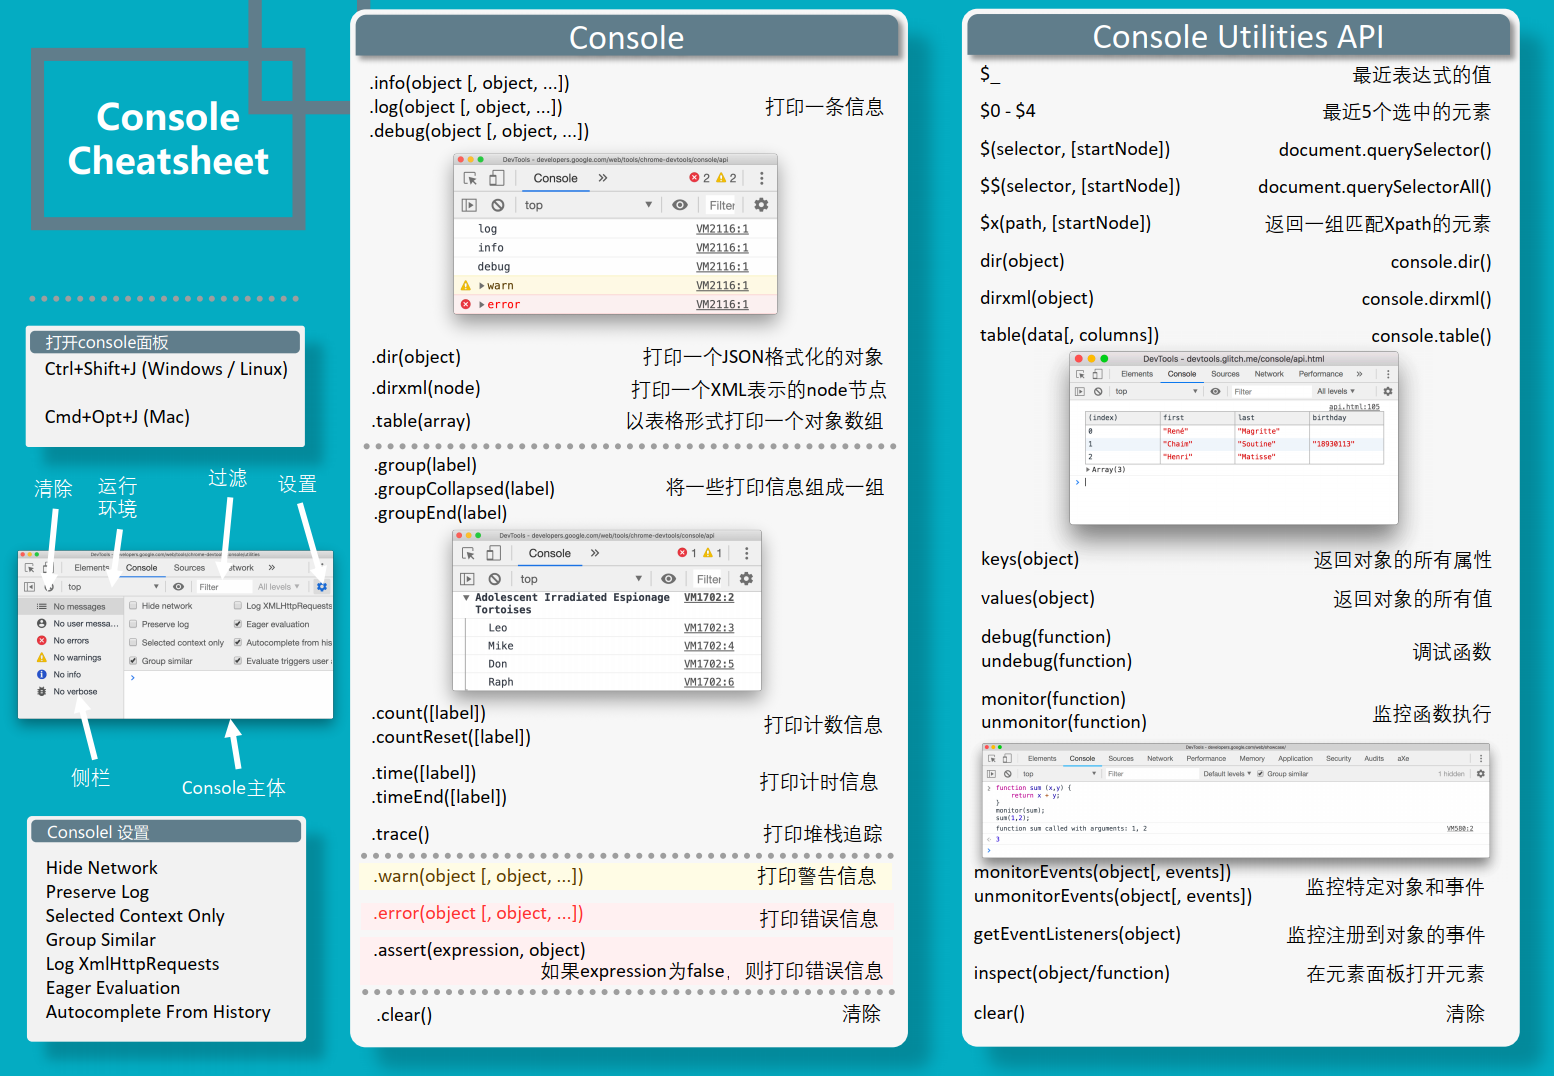 Console
Cheatsheet
打开console面板
Ctrl+Shift+J (Windows / Linux)
Cmd+Opt+J (Mac)
清除
运行
环境
过滤
设置
DevTools - developers.google.com/web/tools/chrome-devtools/console/utilities
Elements Console Sources Network »
top Filter All levels ▼
No messages
No user messa...
No errors
No warnings
No info
No verbose
Hide network Log XMLHttpRequests
Preserve log Eager evaluation
Selected context only Autocomplete from his
Group similar Evaluate triggers user
侧栏
Console主体
Consolel 设置
Hide Network
Preserve Log
Selected Context Only
Group Similar
Log XmlHttpRequests
Eager Evaluation
Autocomplete From History
Console
.info(object [, object, ...])
.log(object [, object, ...]) 打印一条信息
.debug(object [, object, ...])
DevTools - developers.google.com/web/tools/chrome-devtools/console/api
Console » 2 2
top Filter
log VM2116:1
info VM2116:1
debug VM2116:1
warn VM2116:1
error VM2116:1
.dir(object) 打印一个JSON格式化的对象
.dirxml(node) 打印一个XML表示的node节点
.table(array) 以表格形式打印一个对象数组
.group(label)
.groupCollapsed(label) 将一些打印信息组成一组
.groupEnd(label)
DevTools - developers.google.com/web/tools/chrome-devtools/console/api
Console » 1 1
top Filter
Adolescent Irradiated Espionage VM1702:2
Tortoises
Leo VM1702:3
Mike VM1702:4
Don VM1702:5
Raph VM1702:6
.count([label])
.countReset([label]) 打印计数信息
.time([label])
.timeEnd([label]) 打印计时信息
.trace() 打印堆栈追踪
.warn(object [, object, ...]) 打印警告信息
.error(object [, object, ...]) 打印错误信息
.assert(expression, object)
如果expression为false，则打印错误信息
.clear() 清除
Console Utilities API
$_ 最近表达式的值
$0 - $4 最近5个选中的元素
$(selector, [startNode]) document.querySelector()
$$(selector, [startNode]) document.querySelectorAll()
$x(path, [startNode]) 返回一组匹配Xpath的元素
dir(object) console.dir()
dirxml(object) console.dirxml()
table(data[, columns]) console.table()
DevTools - devtools.glitch.me/console/api.html
Elements Console Sources Network Performance »
top Filter All levels ▼
api.html:105
(index) first last birthday
0 "René" "Magritte"
1 "Chaim" "Soutine" "18930113"
2 "Henri" "Matisse"
Array(3)
keys(object) 返回对象的所有属性
values(object) 返回对象的所有值
debug(function)
undebug(function) 调试函数
monitor(function)
unmonitor(function) 监控函数执行
DevTools - developers.google.com/web/showcase/
Elements Console Sources Network Performance Memory Application Security Audits aXe
top Filter Default levels ▼ Group similar 1 hidden
2 function sum (x,y) {
return x + y;
}
monitor(sum);
sum(1,2);
function sum called with arguments: 1, 2 VM580:2
3
monitorEvents(object[, events])
unmonitorEvents(object[, events]) 监控特定对象和事件
getEventListeners(object) 监控注册到对象的事件
inspect(object/function) 在元素面板打开元素
clear() 清除